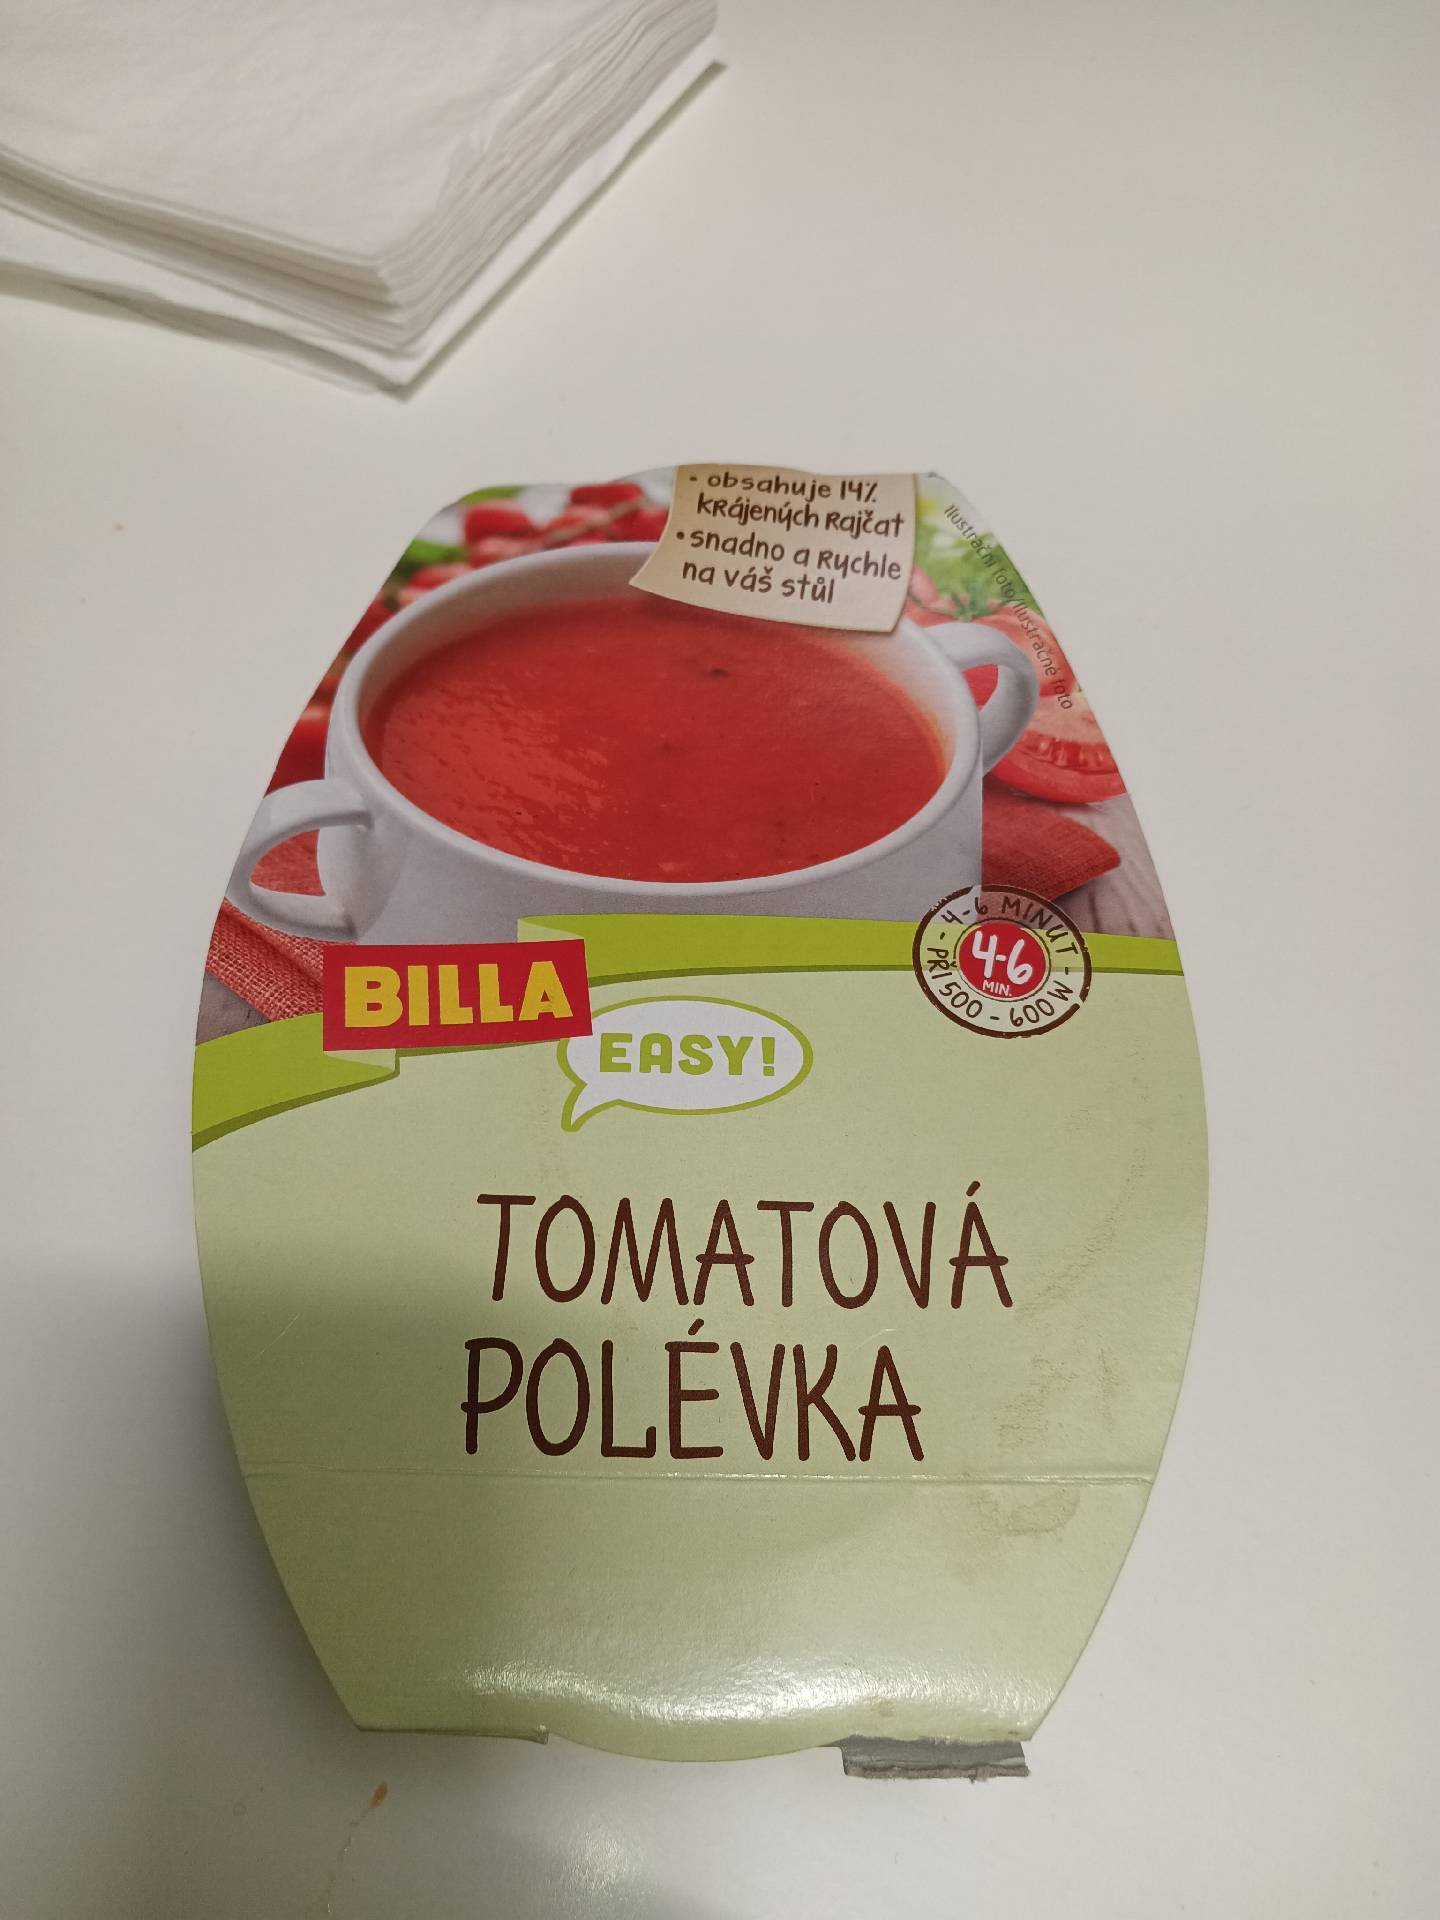 • obsahuje 14%
krájených rajčat
• snadno a rychle
na váš stůl
Ilustrační foto/Ilustračné foto
4-6 MINUT - PŘI 500 - 600 W -
4-6
MIN.
BILLA
EASY!
TOMATOVÁ
POLÉVKA